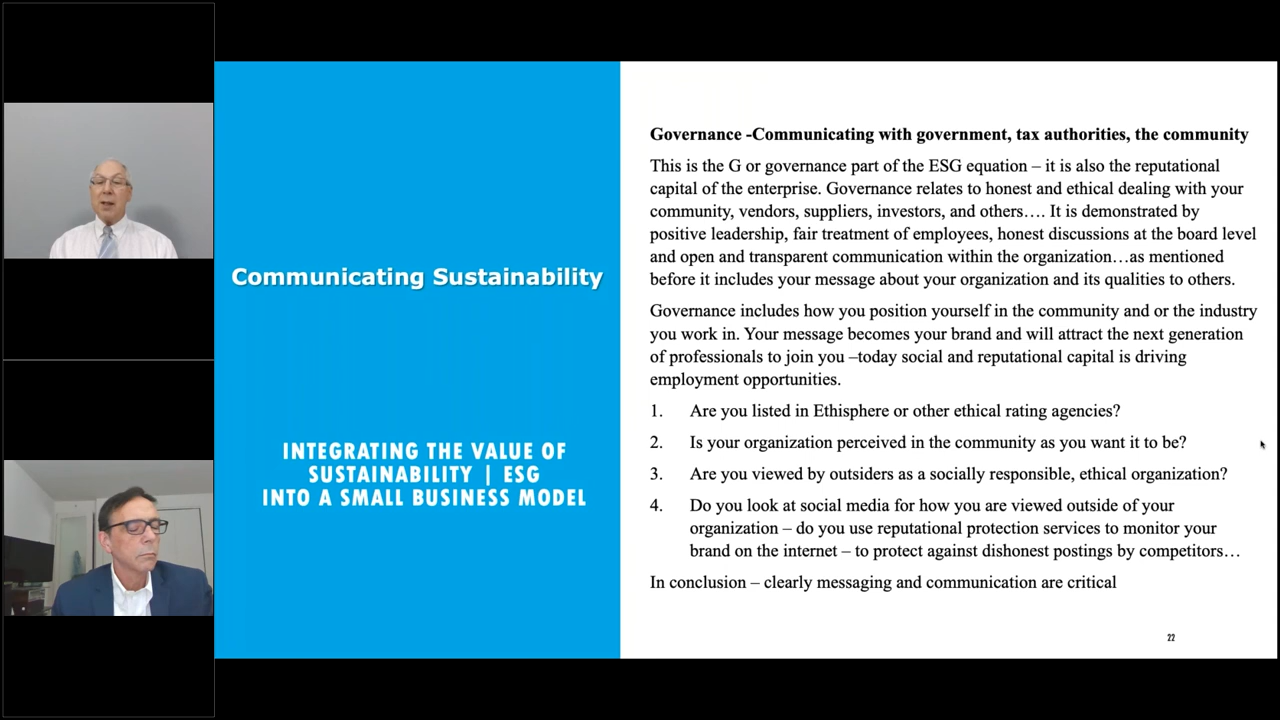 Communicating Sustainability
INTEGRATING THE VALUE OF
SUSTAINABILITY | ESG
INTO A SMALL BUSINESS MODEL
Governance -Communicating with government, tax authorities, the community
This is the G or governance part of the ESG equation – it is also the reputational
capital of the enterprise. Governance relates to honest and ethical dealing with your
community, vendors, suppliers, investors, and others…. It is demonstrated by
positive leadership, fair treatment of employees, honest discussions at the board level
and open and transparent communication within the organization…as mentioned
before it includes your message about your organization and its qualities to others.
Governance includes how you position yourself in the community and or the industry
you work in. Your message becomes your brand and will attract the next generation
of professionals to join you –today social and reputational capital is driving
employment opportunities.
1. Are you listed in Ethisphere or other ethical rating agencies?
2. Is your organization perceived in the community as you want it to be?
3. Are you viewed by outsiders as a socially responsible, ethical organization?
4. Do you look at social media for how you are viewed outside of your
organization – do you use reputational protection services to monitor your
brand on the internet – to protect against dishonest postings by competitors…
In conclusion – clearly messaging and communication are critical
22